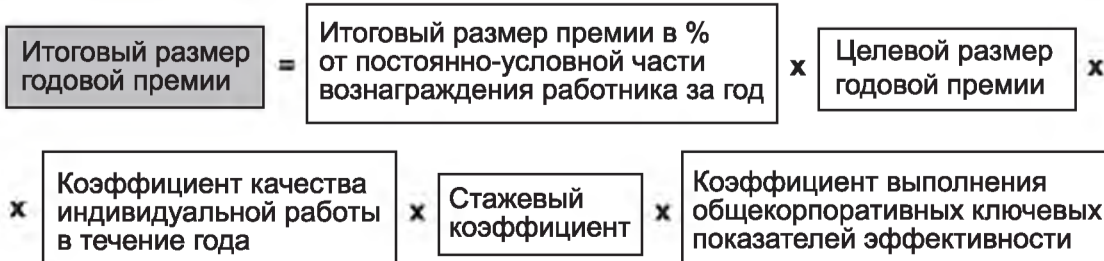 Итоговый размер годовой премии = Итоговый размер премии в % от постоянно-условной части вознаграждения работника за год х Целевой размер годовой премии х
х Коэффициент качества индивидуальной работы в течение года х Стажевый коэффициент х Коэффициент выполнения общекорпоративных ключевых показателей эффективности